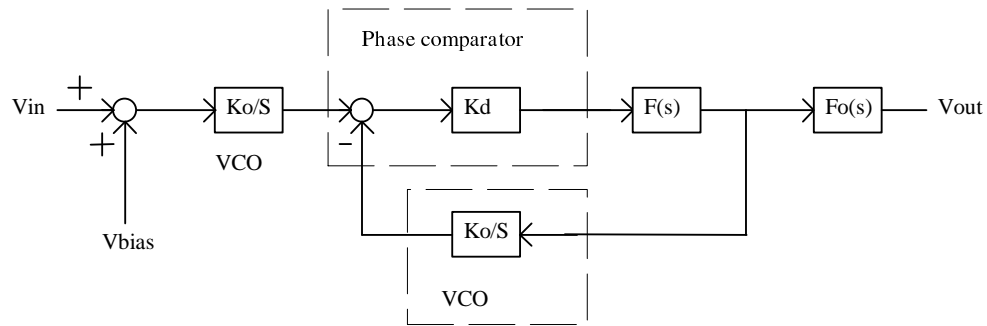 Phase comparator
+
Vin
Ko/S
Kd
F(s)
Fo(s)
Vout
+
-
VCO
Vbias
Ko/S
VCO